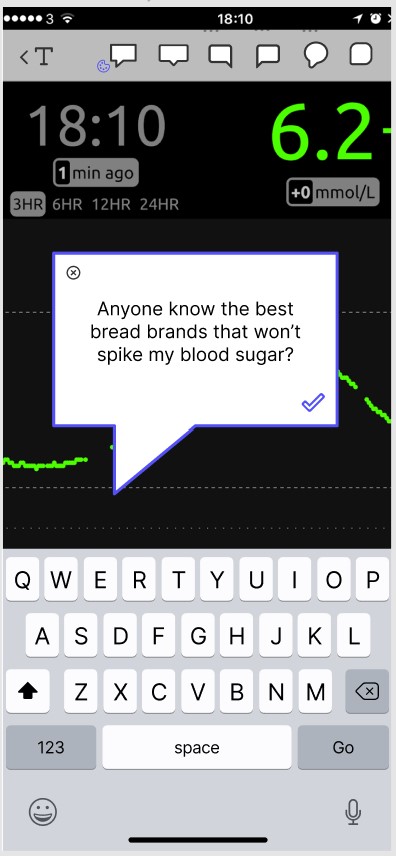 3 18:10
T
18:10 6.2
1 min ago
+0 mmol/L
3HR 6HR 12HR 24HR
Anyone know the best
bread brands that won’t
spike my blood sugar?
Q W E R T Y U I O P
A S D F G H J K L
Z X C V B N M
123 space Go